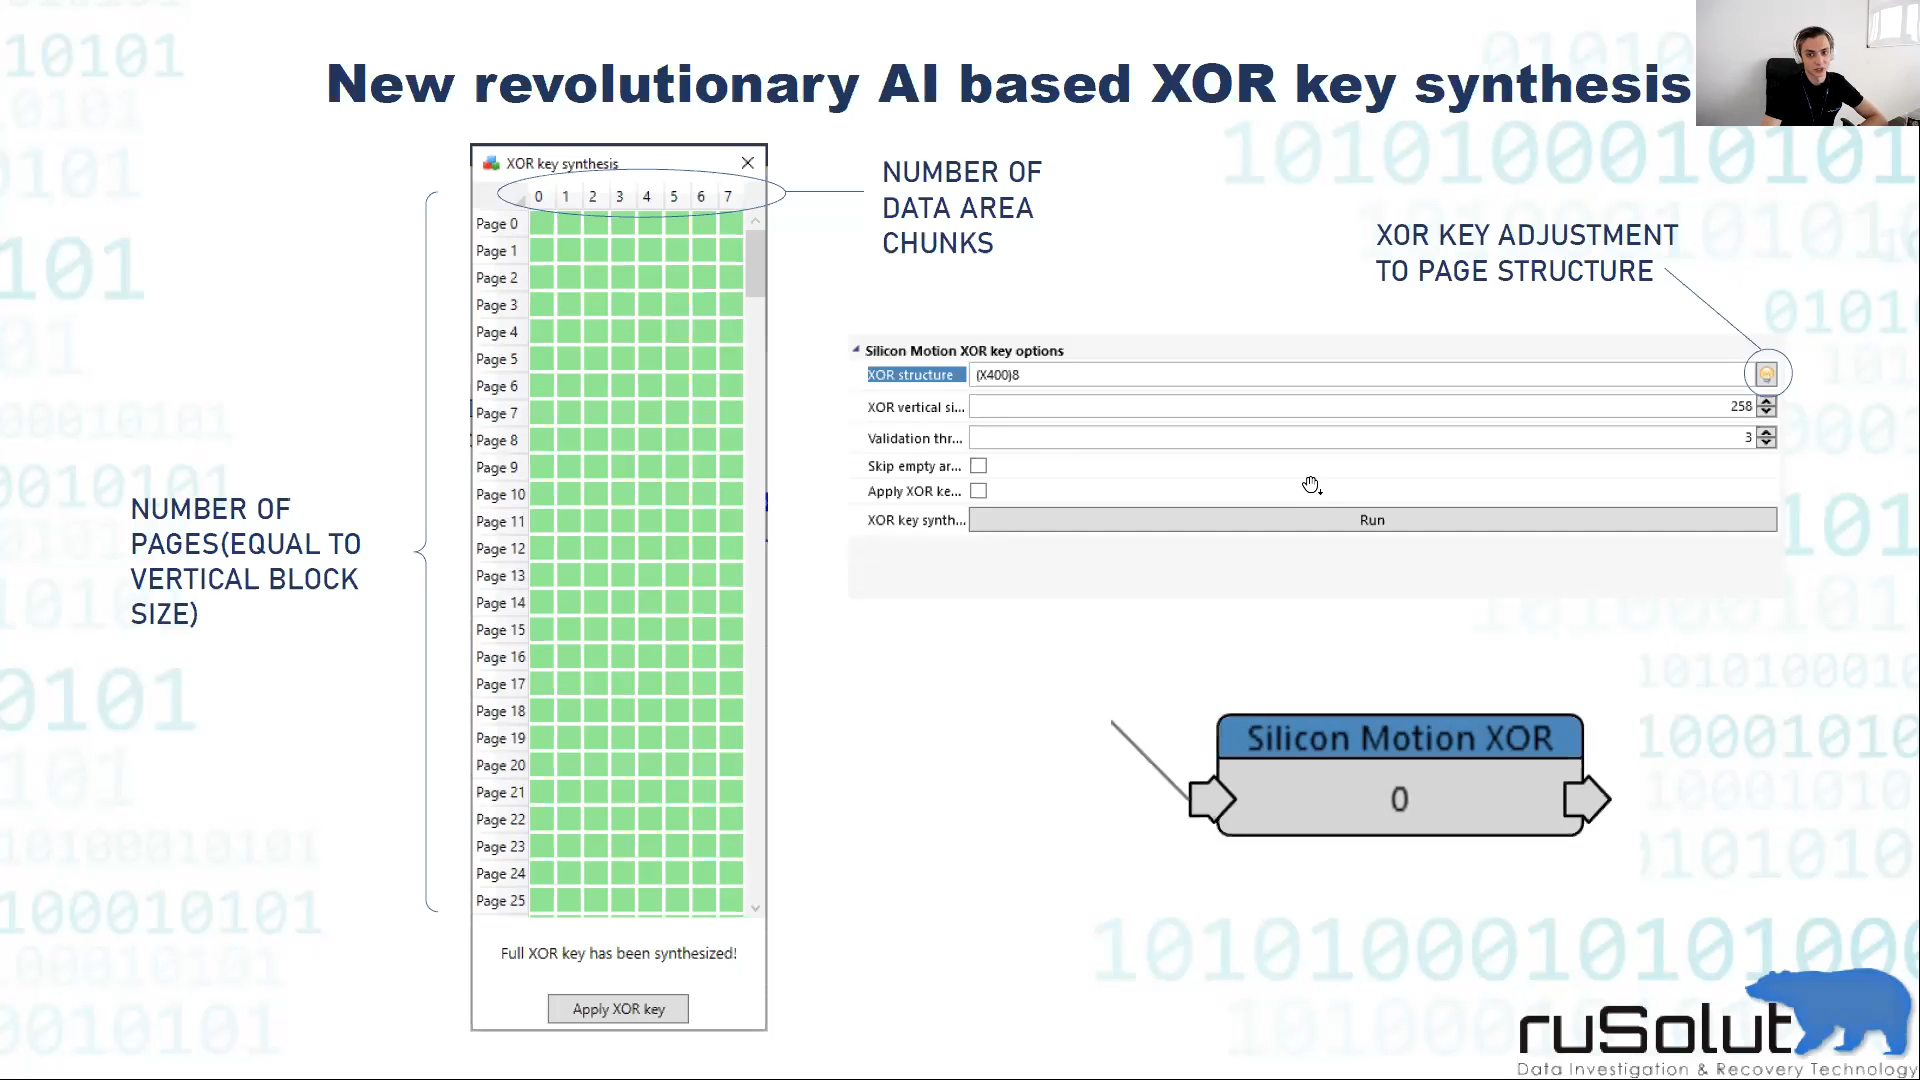 New revolutionary AI based XOR key synthesis
XOR key synthesis
0 1 2 3 4 5 6 7
Page 0
Page 1
Page 2
Page 3
Page 4
Page 5
Page 6
Page 7
Page 8
Page 9
Page 10
Page 11
Page 12
Page 13
Page 14
Page 15
Page 16
Page 17
Page 18
Page 19
Page 20
Page 21
Page 22
Page 23
Page 24
Page 25
Full XOR key has been synthesized!
Apply XOR key
NUMBER OF
PAGES(EQUAL TO
VERTICAL BLOCK
SIZE)
NUMBER OF
DATA AREA
CHUNKS
XOR KEY ADJUSTMENT
TO PAGE STRUCTURE
Silicon Motion XOR key options
XOR structure (X400)8
XOR vertical si... 258
Validation thr... 3
Skip empty ar...
Apply XOR ke...
XOR key synth... Run
Silicon Motion XOR
0
ruSolut
Data Investigation & Recovery Technology